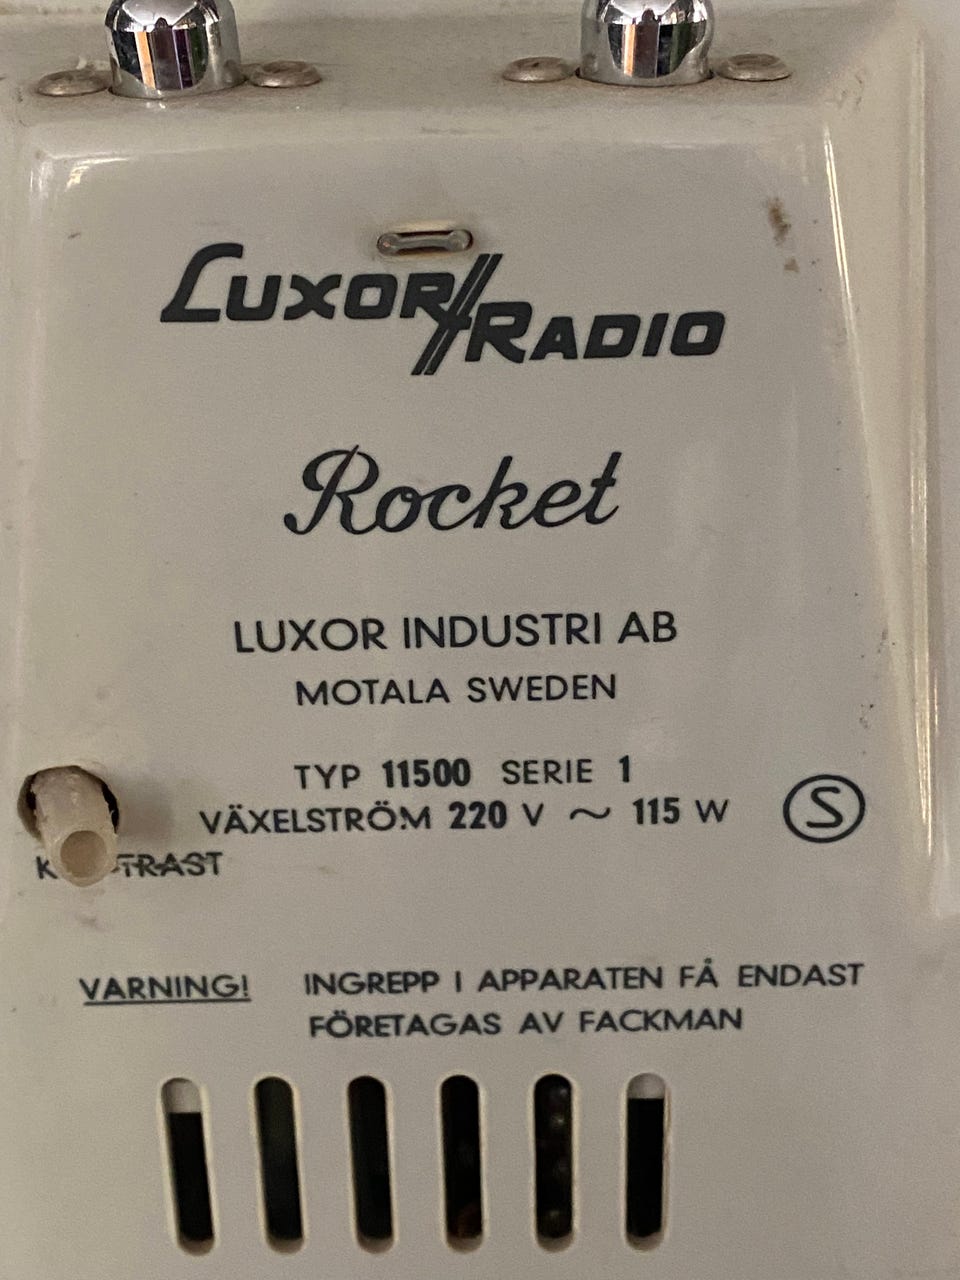 LUXOR RADIO
Rocket
LUXOR INDUSTRI AB
MOTALA SWEDEN
TYP 11500 SERIE 1
VÄXELSTRÖM 220 V ~ 115 W
S
VARNING! INGREPP I APPARATEN FÅ ENDAST
FÖRETAGAS AV FACKMAN